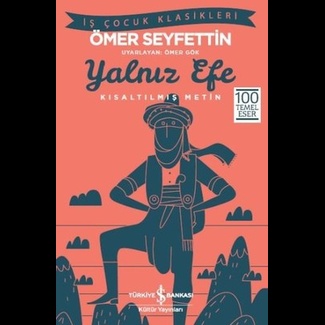 İŞ ÇOCUK KLASİKLERİ
ÖMER SEYFETTİN
UYARLAYAN: ÖMER GÖK
Yalnız Efe
KISALTILMIŞ METİN
100
TEMEL
ESER
TÜRKİYE İŞ BANKASI
Kültür Yayınları